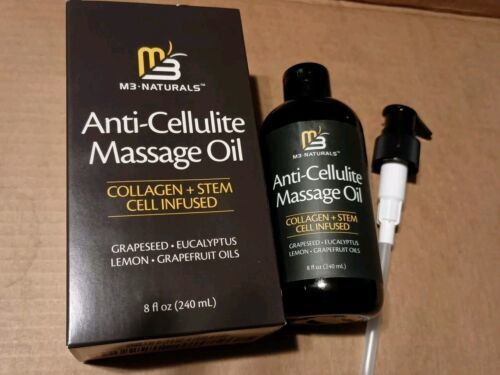 M3
M3-NATURALS™
Anti-Cellulite
Massage Oil
COLLAGEN + STEM
CELL INFUSED
GRAPESEED • EUCALYPTUS
LEMON • GRAPEFRUIT OILS
8 fl oz (240 mL)
M3
M3-NATURALS™
Anti-Cellulite
Massage Oil
COLLAGEN + STEM
CELL INFUSED
GRAPESEED • EUCALYPTUS
LEMON • GRAPEFRUIT OILS
8 fl oz (240 mL)